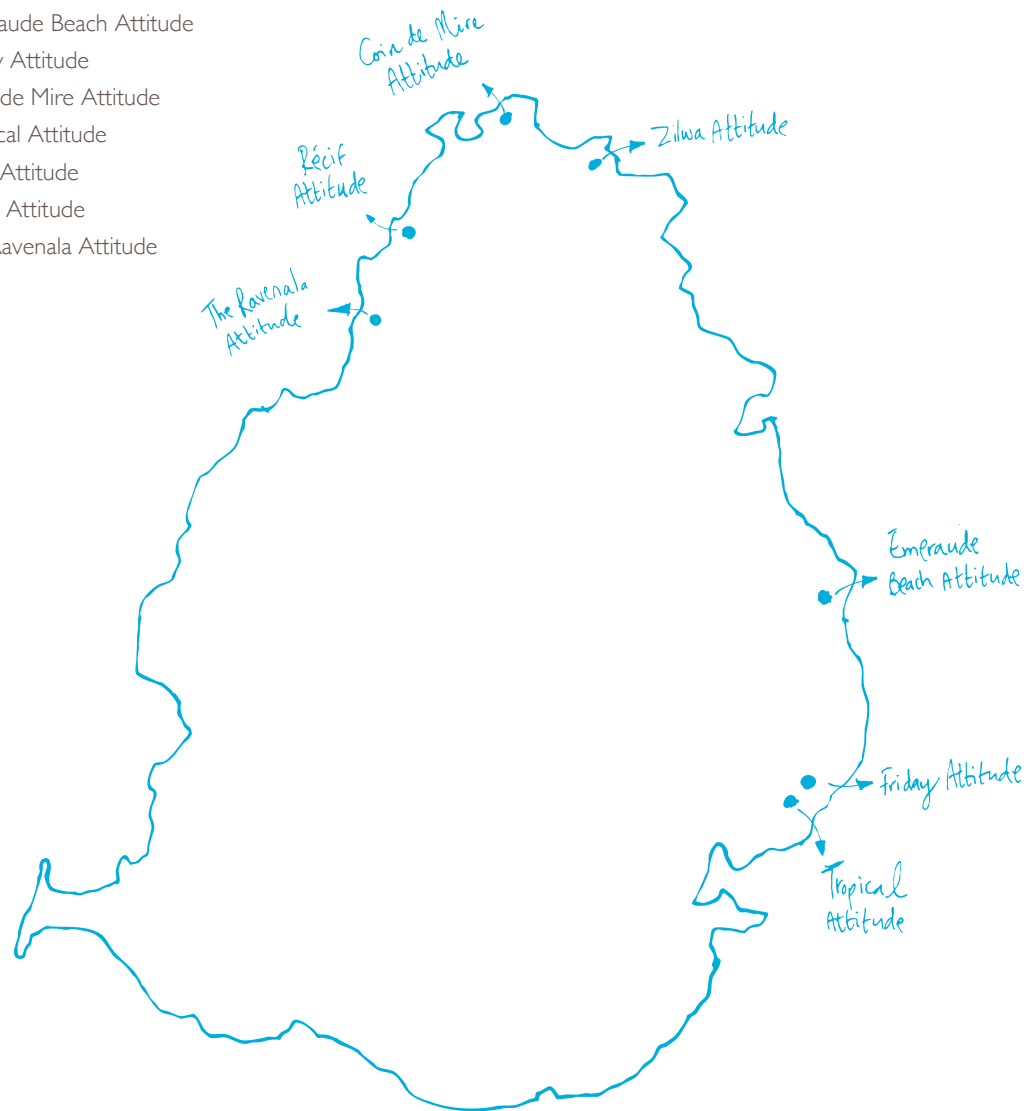 aude Beach Attitude
y Attitude
de Mire Attitude
cal Attitude
Attitude
Attitude
avenala Attitude
Coin de Mire
Attitude
Zilwa Attitude
Récif
Attitude
The Ravenala
Attitude
Emeraude
Beach Attitude
Friday Attitude
Tropical
Attitude